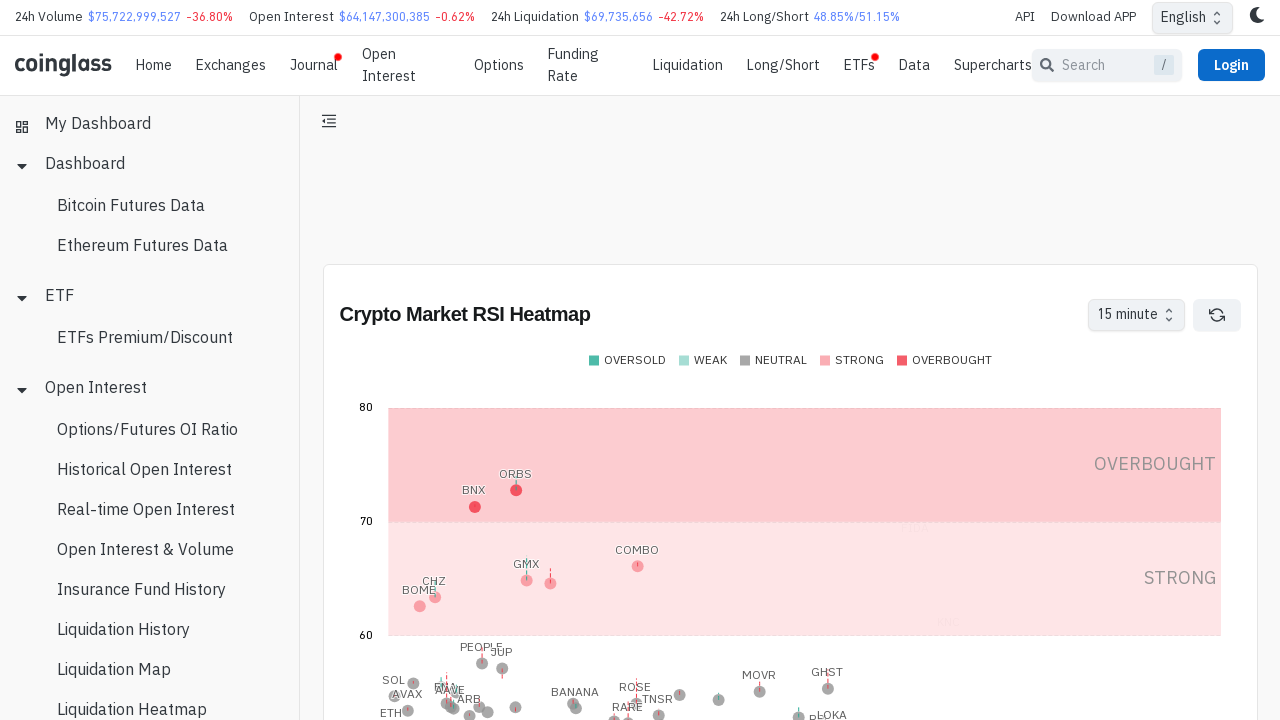 24h Volume $75,722,999,527 -36.80% Open Interest $64,147,300,385 -0.62% 24h Liquidation $69,735,656 -42.72% 24h Long/Short 48.85%/51.15% API Download APP English
coinglass Home Exchanges Journal Open Interest Options Funding Rate Liquidation Long/Short ETFs Data Supercharts Search / Login
My Dashboard
Dashboard
Bitcoin Futures Data
Ethereum Futures Data
ETF
ETFs Premium/Discount
Open Interest
Options/Futures OI Ratio
Historical Open Interest
Real-time Open Interest
Open Interest & Volume
Insurance Fund History
Liquidation History
Liquidation Map
Liquidation Heatmap
Crypto Market RSI Heatmap 15 minute
OVERSOLD WEAK NEUTRAL STRONG OVERBOUGHT
80
OVERBOUGHT
ORBS
BNX
70
COMBO
GMX
STRONG
CHZ
BOMB
60
PEOPLE
JUP
GHST
MOVR
SOL
ROSE
AAVE
BANANA
AVAX
ARB
TNSR
RARE
ETH
LOKA